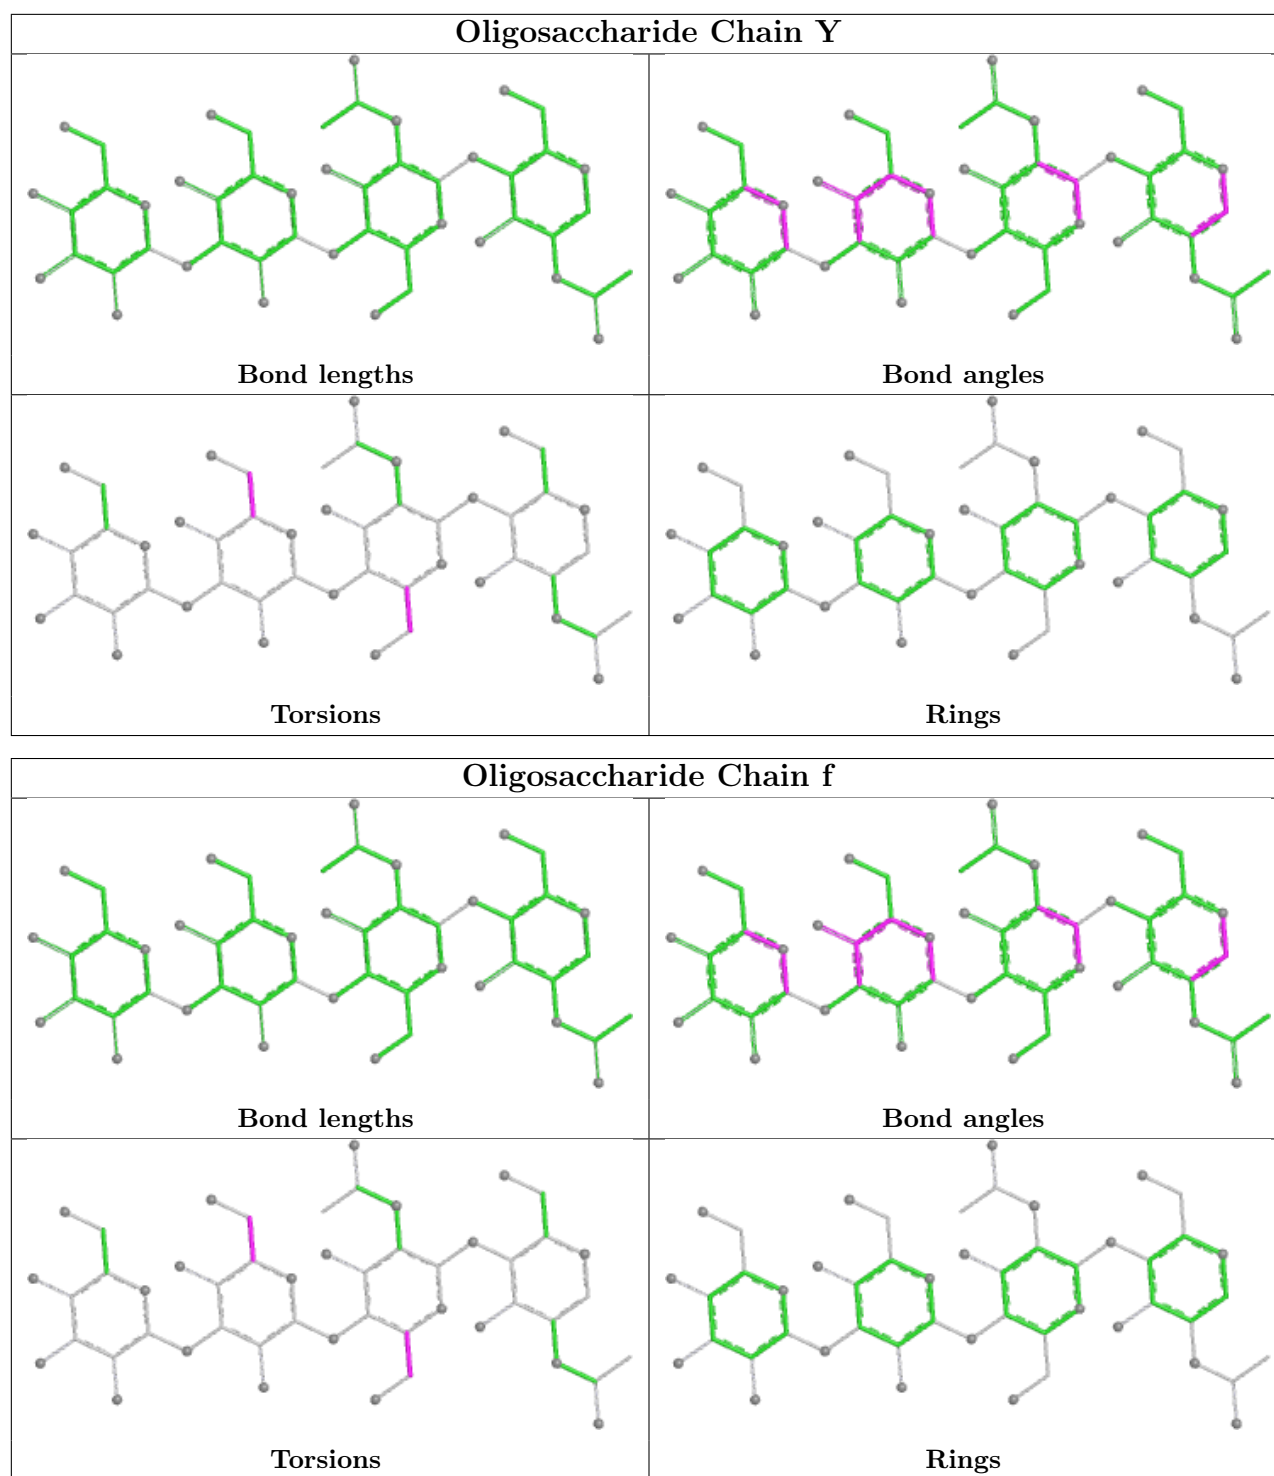 Oligosaccharide Chain Y
Bond lengths
Bond angles
Torsions
Rings
Oligosaccharide Chain f
Bond lengths
Bond angles
Torsions
Rings